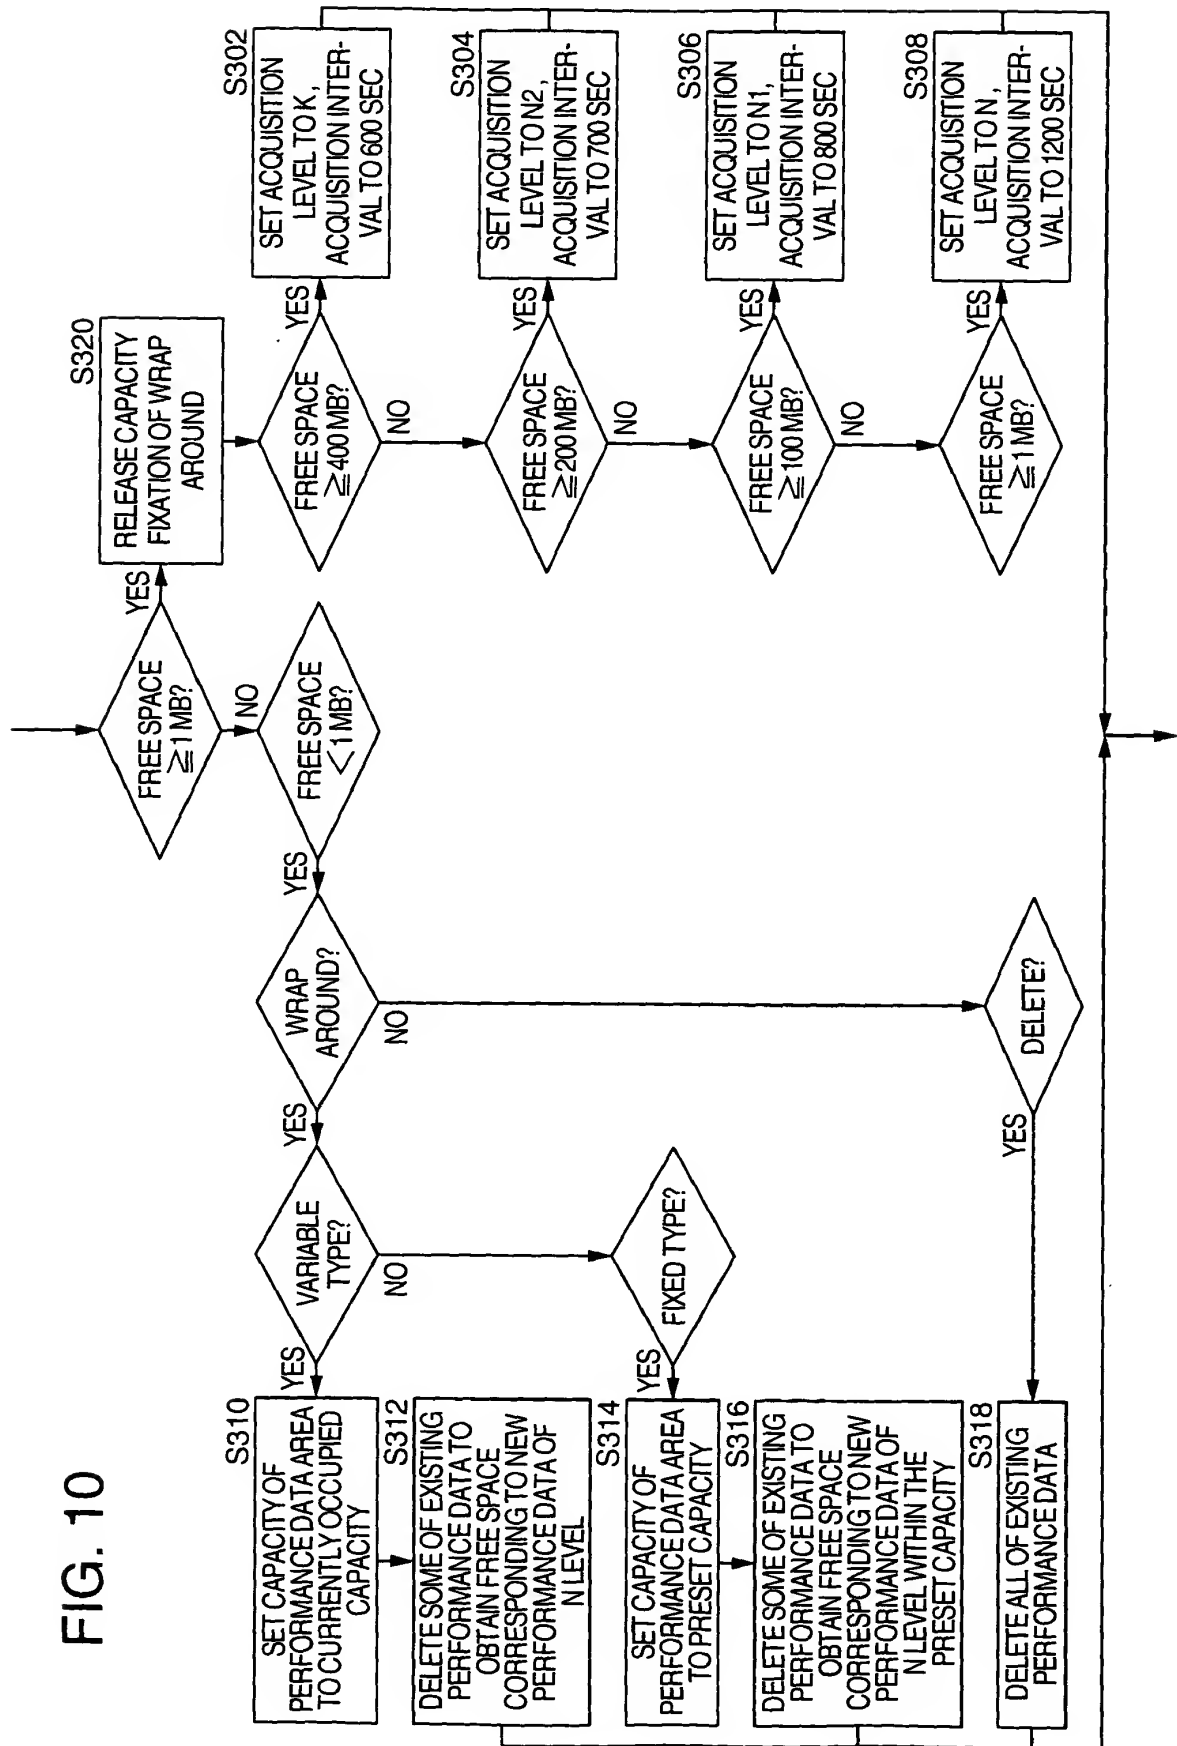 FIG. 10
FREE SPACE
≧1 MB?
YES
NO
S320
RELEASE CAPACITY
FIXATION OF WRAP
AROUND
FREE SPACE
≧400 MB?
YES
NO
S302
SET ACQUISITION
LEVEL TO K,
ACQUISITION INTER-
VAL TO 600 SEC
FREE SPACE
≧200 MB?
YES
NO
S304
SET ACQUISITION
LEVEL TO N2,
ACQUISITION INTER-
VAL TO 700 SEC
FREE SPACE
≧100 MB?
YES
NO
S306
SET ACQUISITION
LEVEL TO N1,
ACQUISITION INTER-
VAL TO 800 SEC
FREE SPACE
≧1 MB?
YES
S308
SET ACQUISITION
LEVEL TO N,
ACQUISITION INTER-
VAL TO 1200 SEC
FREE SPACE
<1 MB?
YES
WRAP
AROUND?
YES
NO
VARIABLE
TYPE?
YES
NO
S310
SET CAPACITY OF
PERFORMANCE DATA AREA
TO CURRENTLY OCCUPIED
CAPACITY
S312
DELETE SOME OF EXISTING
PERFORMANCE DATA TO
OBTAIN FREE SPACE
CORRESPONDING TO NEW
PERFORMANCE DATA OF
N LEVEL
FIXED TYPE?
YES
S314
SET CAPACITY OF
PERFORMANCE DATA AREA
TO PRESET CAPACITY
S316
DELETE SOME OF EXISTING
PERFORMANCE DATA TO
OBTAIN FREE SPACE
CORRESPONDING TO NEW
PERFORMANCE DATA OF
N LEVEL WITHIN THE
PRESET CAPACITY
DELETE?
YES
S318
DELETE ALL OF EXISTING
PERFORMANCE DATA